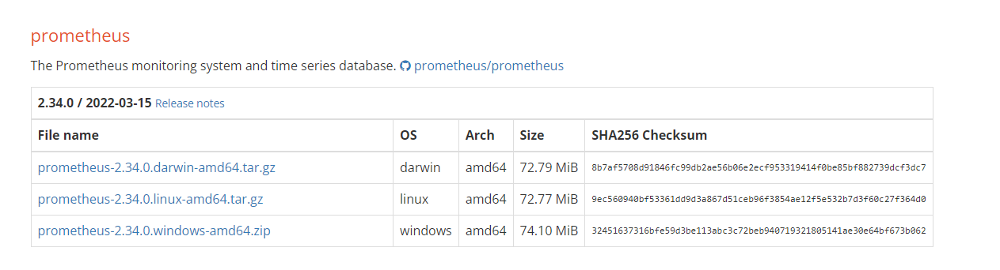 prometheus
The Prometheus monitoring system and time series database. prometheus/prometheus
2.34.0 / 2022-03-15 Release notes
File name OS Arch Size SHA256 Checksum
prometheus-2.34.0.darwin-amd64.tar.gz darwin amd64 72.79 MiB 8b7af5708d91846fc99db2ae56b06e2ecf953319414f0be85bf882739dcf3dc7
prometheus-2.34.0.linux-amd64.tar.gz linux amd64 72.77 MiB 9ec560940bf53361dd9d3a867d51ceb96f3854ae12f5e532b7d3f60c27f364d0
prometheus-2.34.0.windows-amd64.zip windows amd64 74.10 MiB 32451637316bfe59d3be113abc3c72beb940719321805141ae30e64bf673b062